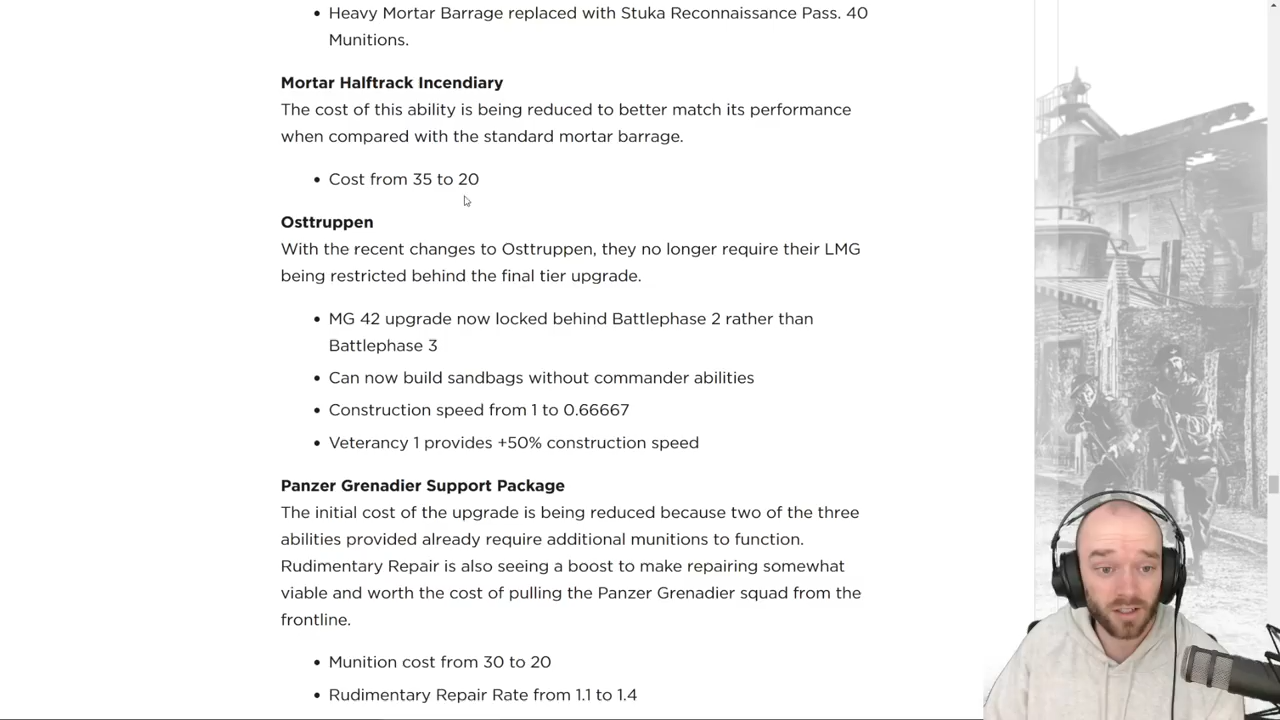 • Heavy Mortar Barrage replaced with Stuka Reconnaissance Pass. 40
Munitions.
Mortar Halftrack Incendiary
The cost of this ability is being reduced to better match its performance
when compared with the standard mortar barrage.
• Cost from 35 to 20
Osttruppen
With the recent changes to Osttruppen, they no longer require their LMG
being restricted behind the final tier upgrade.
• MG 42 upgrade now locked behind Battlephase 2 rather than
Battlephase 3
• Can now build sandbags without commander abilities
• Construction speed from 1 to 0.66667
• Veterancy 1 provides +50% construction speed
Panzer Grenadier Support Package
The initial cost of the upgrade is being reduced because two of the three
abilities provided already require additional munitions to function.
Rudimentary Repair is also seeing a boost to make repairing somewhat
viable and worth the cost of pulling the Panzer Grenadier squad from the
frontline.
• Munition cost from 30 to 20
• Rudimentary Repair Rate from 1.1 to 1.4